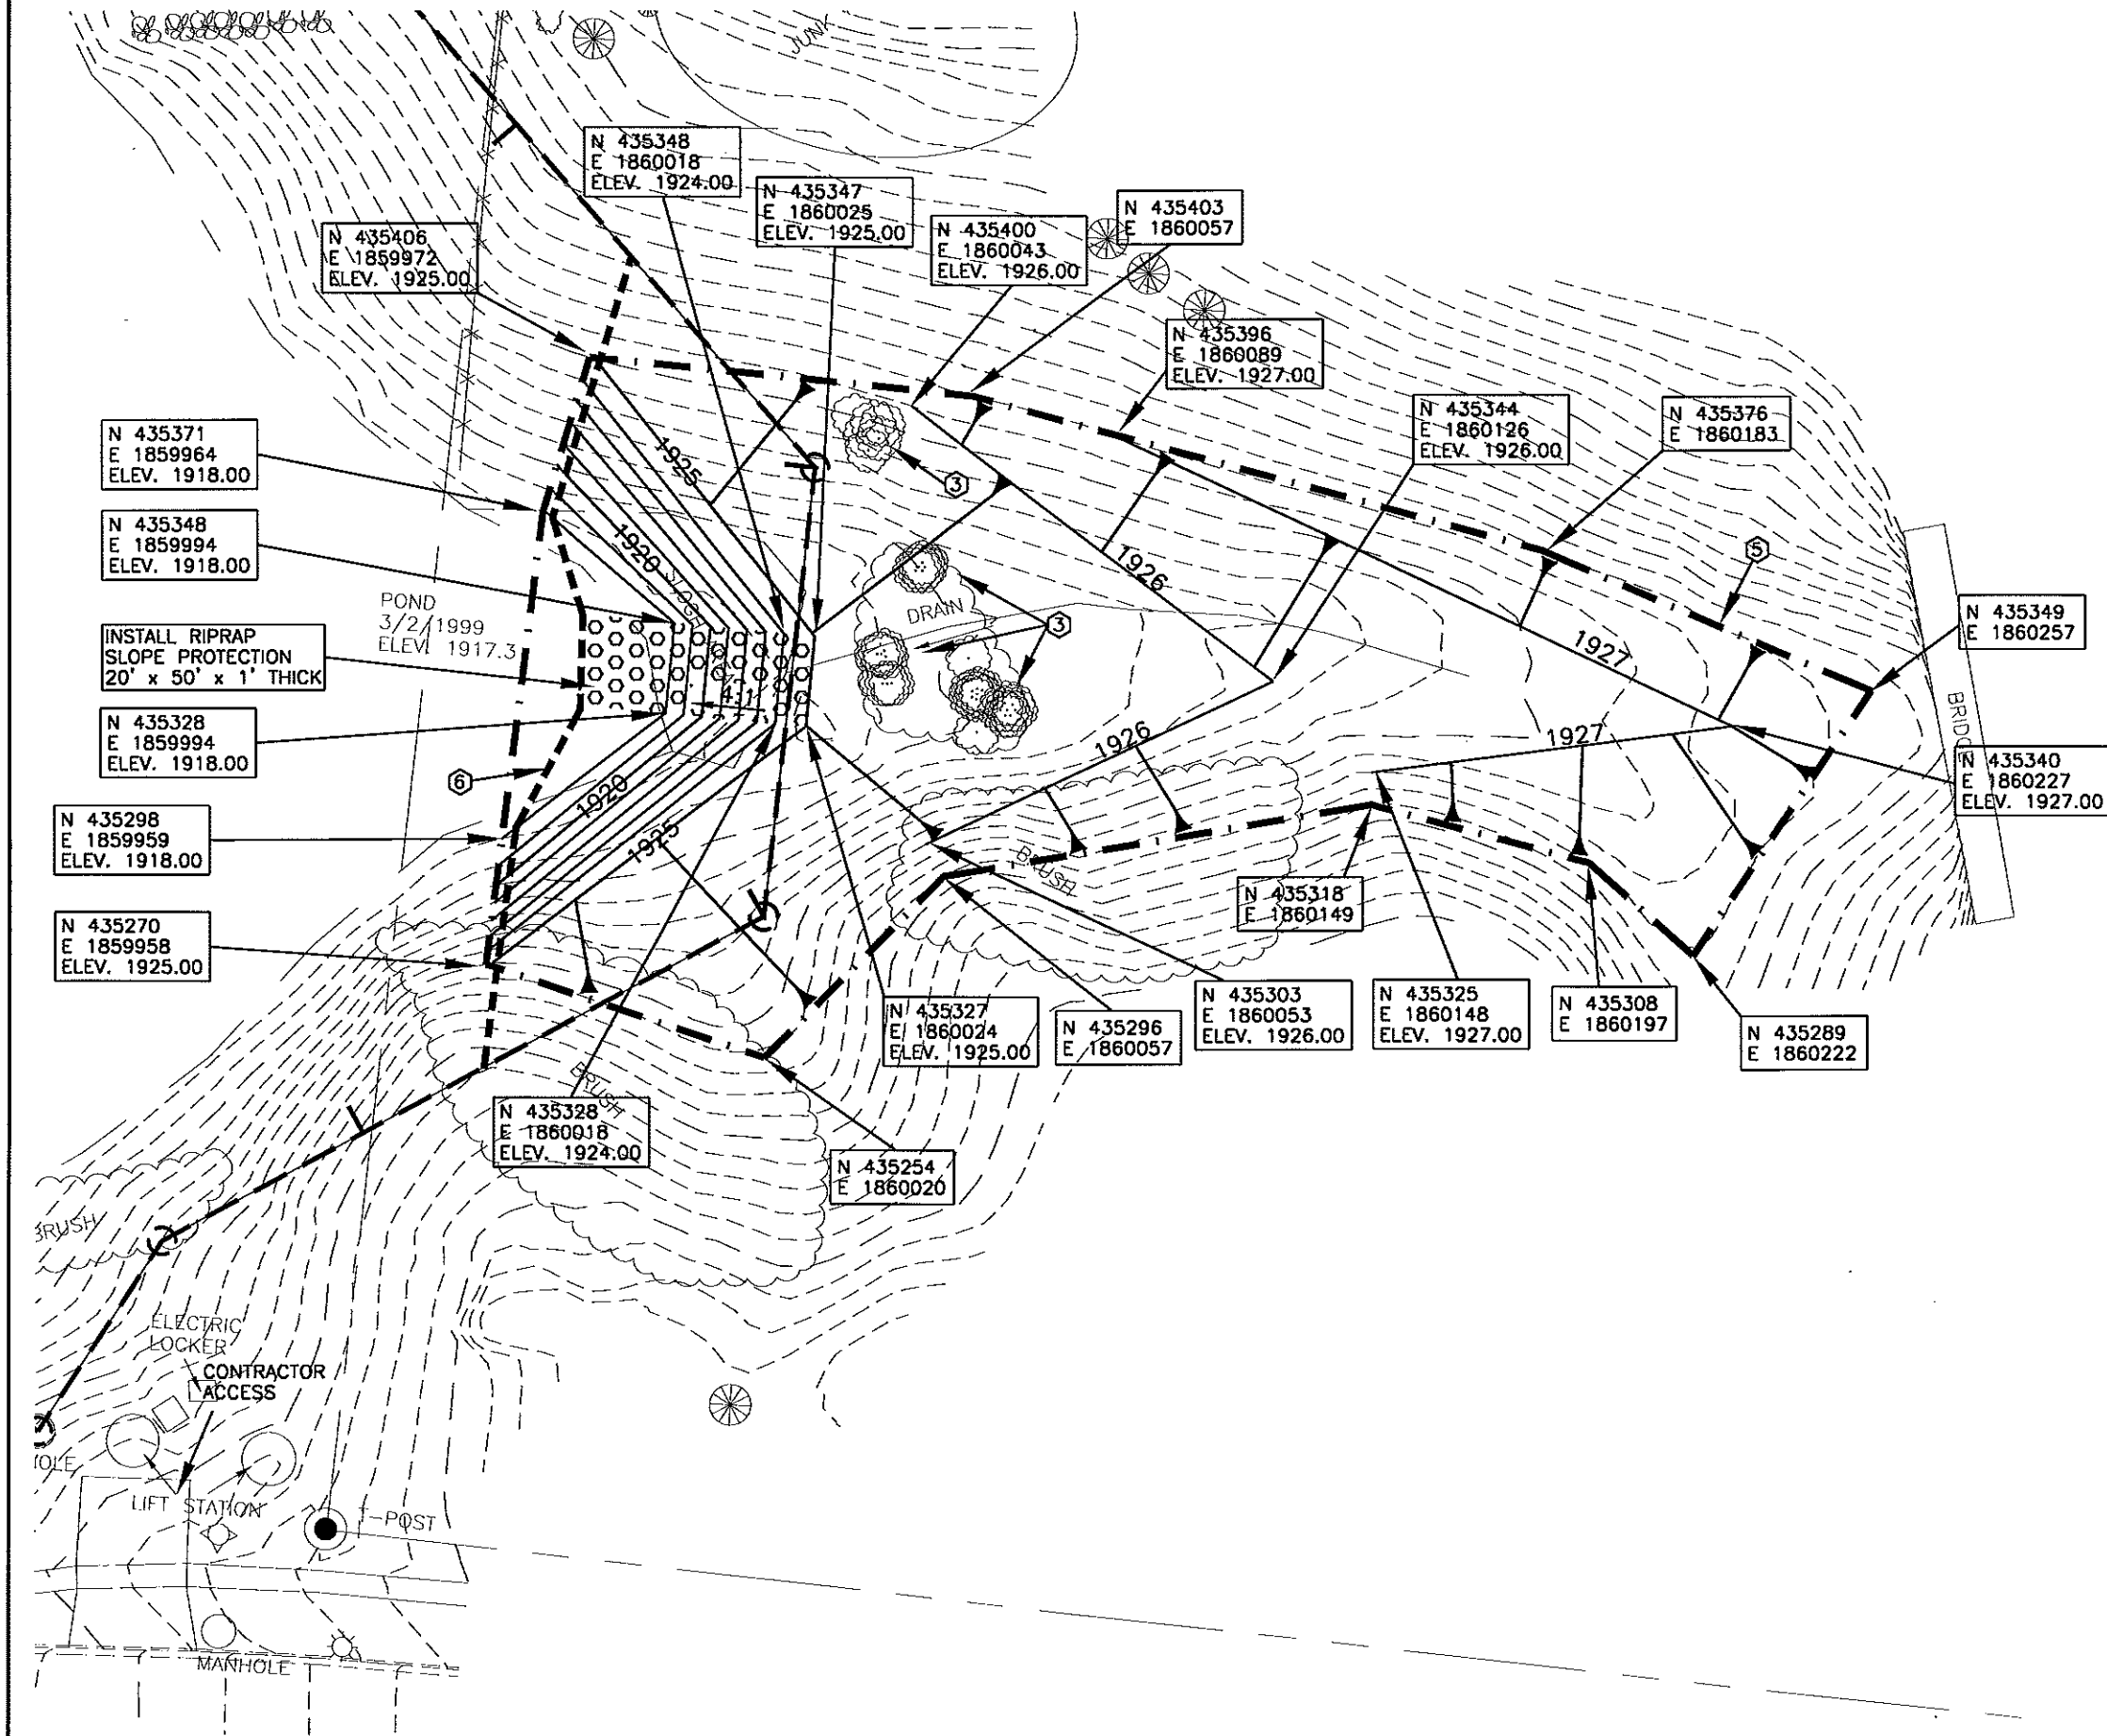 JUNK
N 435348
E 1860018
ELEV. 1924.00
N 435347
E 1860025
ELEV. 1925.00
N 435403
E 1860057
N 435400
E 1860043
ELEV. 1926.00
N 435406
E 1859972
ELEV. 1925.00
N 435396
E 1860089
ELEV. 1927.00
N 435344
E 1860126
ELEV. 1926.00
N 435376
E 1860183
N 435371
E 1859964
ELEV. 1918.00
1925
3
N 435348
E 1859994
ELEV. 1918.00
1920
1926
5
POND
3/2/1999
ELEV 1917.3
DRAIN
3
N 435349
E 1860257
INSTALL RIPRAP
SLOPE PROTECTION
20' x 50' x 1' THICK
1927
4:1
BRIDGE
N 435328
E 1859994
ELEV. 1918.00
1926
1927
N 435340
E 1860227
ELEV. 1927.00
6
1920
N 435298
E 1859959
ELEV. 1918.00
1925
BRUSH
N 435318
E 1860149
N 435270
E 1859958
ELEV. 1925.00
N 435327
E 1860024
ELEV. 1925.00
N 435296
E 1860057
N 435303
E 1860053
ELEV. 1926.00
N 435325
E 1860148
ELEV. 1927.00
N 435308
E 1860197
N 435289
E 1860222
BRUSH
N 435328
E 1860018
ELEV. 1924.00
N 435254
E 1860020
BRUSH
ELECTRIC
LOCKER
CONTRACTOR
ACCESS
LIFT STATION
T-POST
MANHOLE